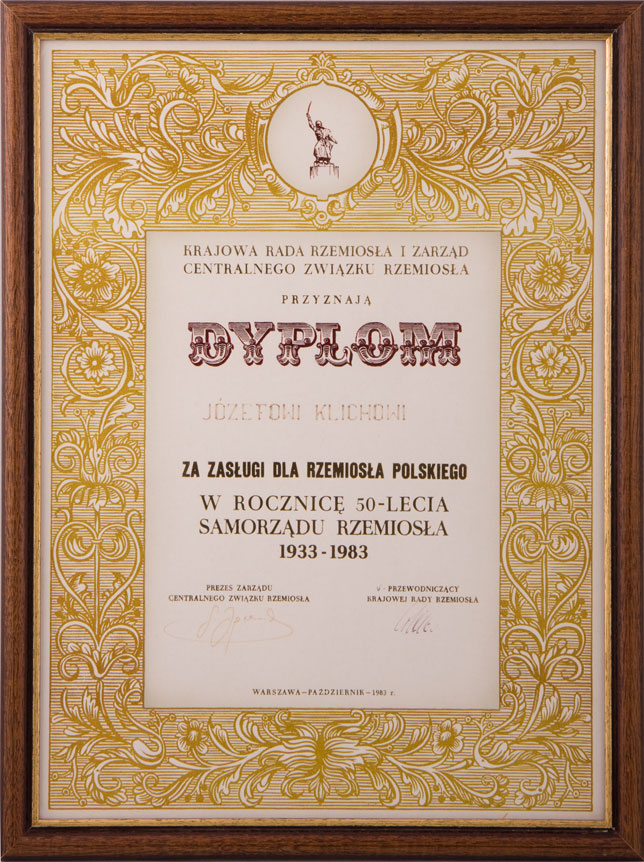 KRAJOWA RADA RZEMIOSŁA I ZARZĄD
CENTRALNEGO ZWIĄZKU RZEMIOSŁA
PRZYZNAJĄ
DYPLOM
JÓZETOWI KLICHOWI
ZA ZASŁUGI DLA RZEMIOSŁA POLSKIEGO
W ROCZNICĘ 50-LECIA
SAMORZĄDU RZEMIOSŁA
1933-1983
PREZES ZARZĄDU
CENTRALNEGO ZWIĄZKU RZEMIOSŁA
PRZEWODNICZĄCY
KRAJOWEJ RADY RZEMIOSŁA
WARSZAWA—PAŹDZIERNIK—1983 r.